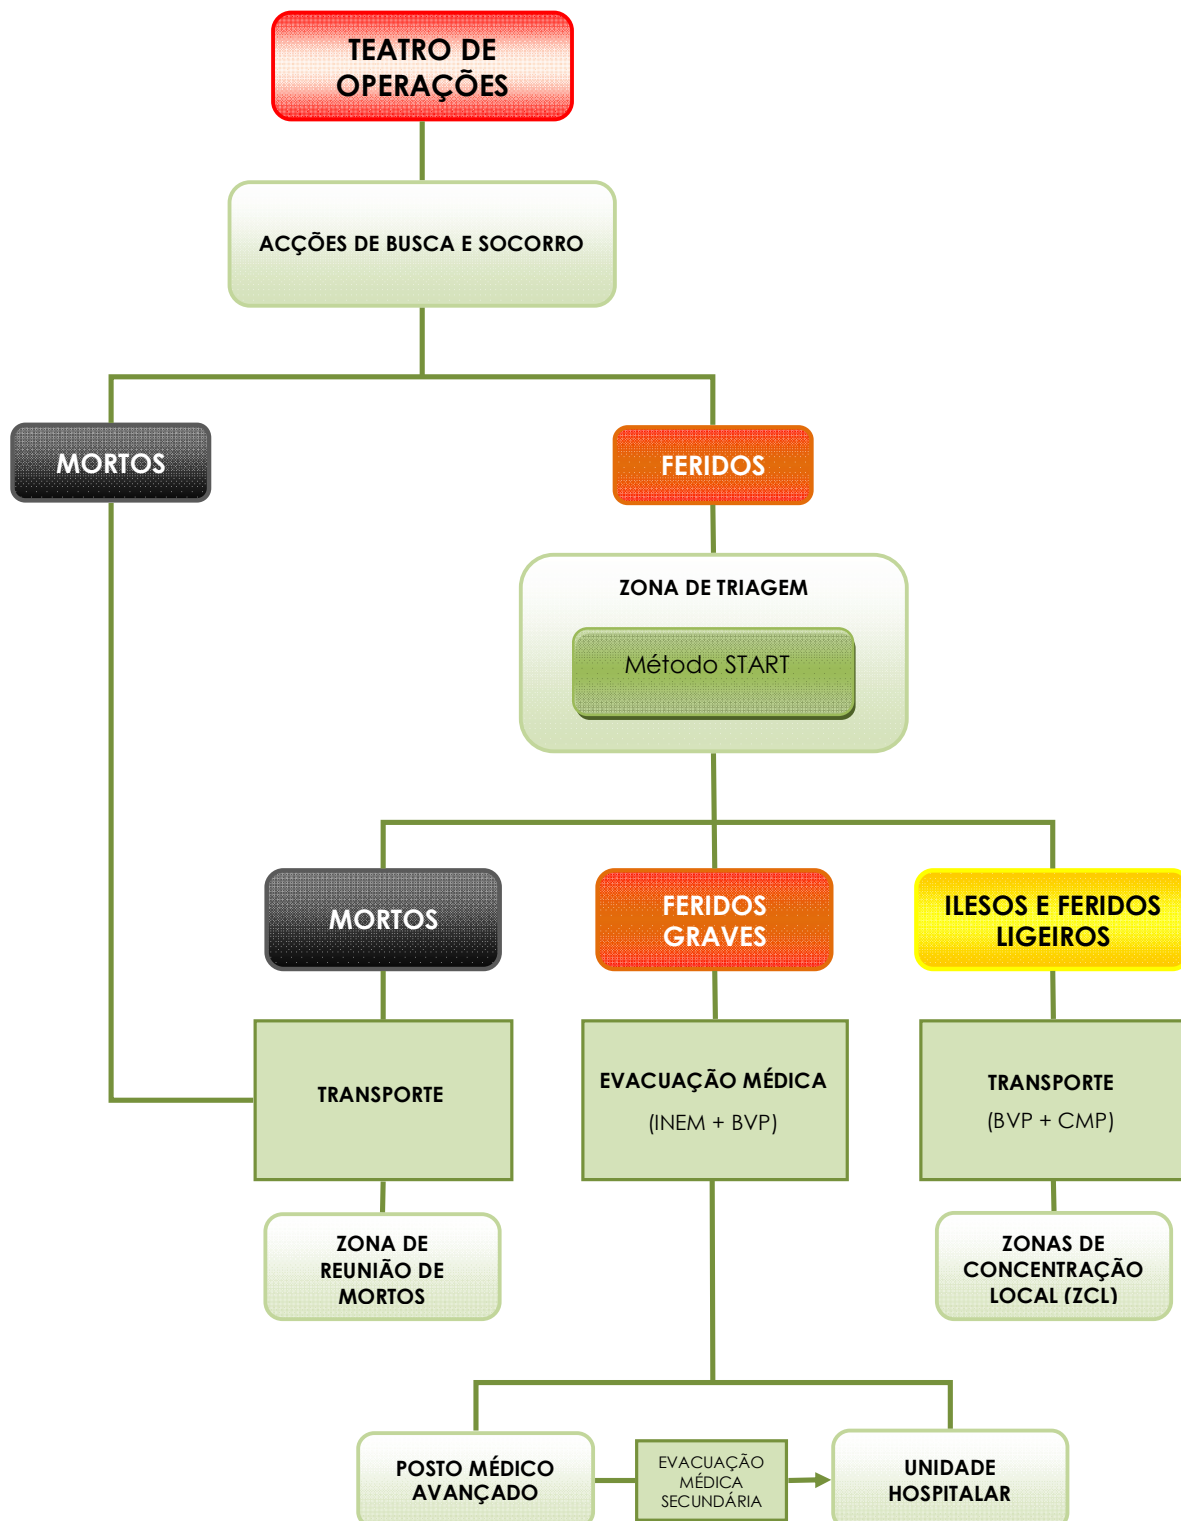 TEATRO DE
OPERAÇÕES
ACÇÕES DE BUSCA E SOCORRO
MORTOS
FERIDOS
ZONA DE TRIAGEM
Método START
MORTOS
FERIDOS
GRAVES
ILESOS E FERIDOS
LIGEIROS
TRANSPORTE
EVACUAÇÃO MÉDICA
(INEM + BVP)
TRANSPORTE
(BVP + CMP)
ZONA DE
REUNIÃO DE
MORTOS
ZONAS DE
CONCENTRAÇÃO
LOCAL (ZCL)
POSTO MÉDICO
AVANÇADO
EVACUAÇÃO
MÉDICA
SECUNDÁRIA
UNIDADE
HOSPITALAR